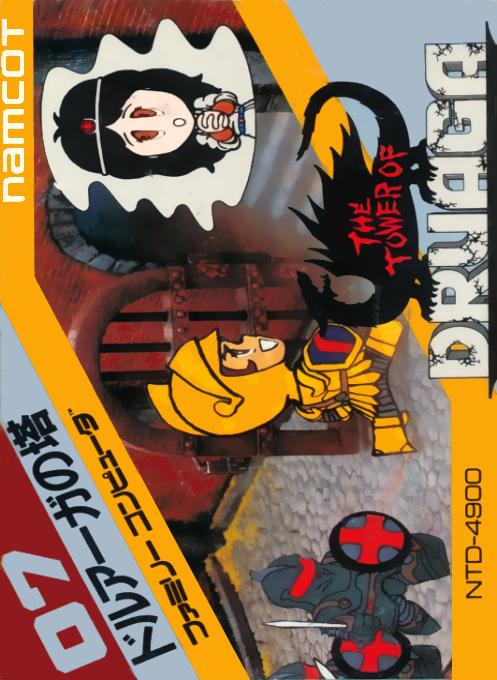 namcot
07
ドルアーガの塔
ファミリーコンピュータ
THE
TOWER OF
DRUAGA
NTD-4900